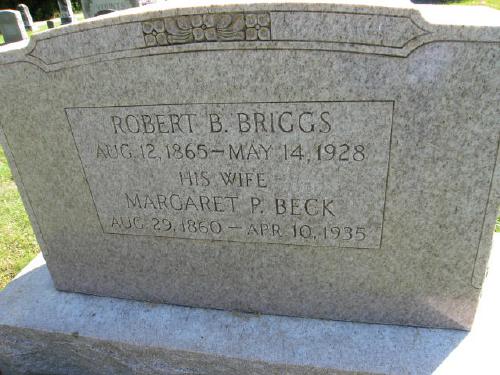 ROBERT B. BRIGGS
AUG. 12, 1865 - MAY 14, 1928
HIS WIFE
MARGARET P. BECK
AUG. 29, 1860 - APR. 10, 1935